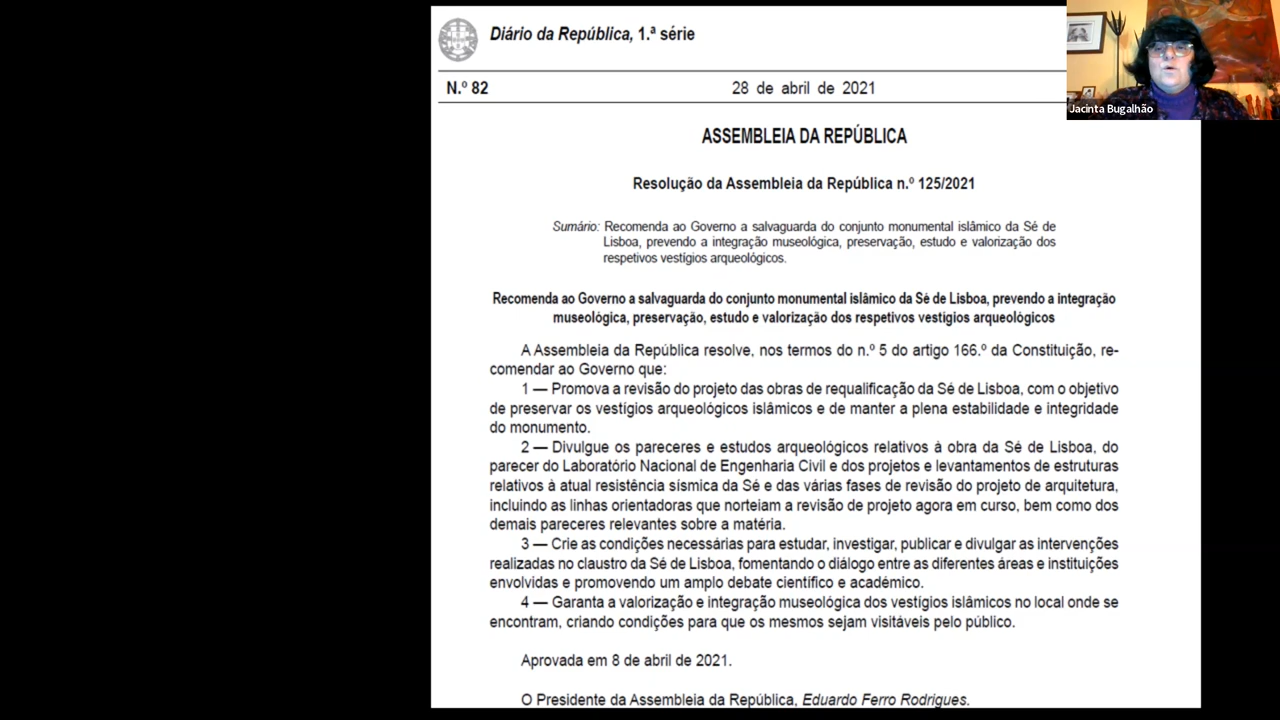 Diário da República, 1.ª série
N.º 82
28 de abril de 2021
Jacinta Bugalhão
ASSEMBLEIA DA REPÚBLICA
Resolução da Assembleia da República n.º 125/2021
Sumário: Recomenda ao Governo a salvaguarda do conjunto monumental islâmico da Sé de
Lisboa, prevendo a integração museológica, preservação, estudo e valorização dos
respetivos vestígios arqueológicos.
Recomenda ao Governo a salvaguarda do conjunto monumental islâmico da Sé de Lisboa, prevendo a integração
museológica, preservação, estudo e valorização dos respetivos vestígios arqueológicos
A Assembleia da República resolve, nos termos do n.º 5 do artigo 166.º da Constituição, re-
comendar ao Governo que:
1 — Promova a revisão do projeto das obras de requalificação da Sé de Lisboa, com o objetivo
de preservar os vestígios arqueológicos islâmicos e de manter a plena estabilidade e integridade
do monumento.
2 — Divulgue os pareceres e estudos arqueológicos relativos à obra da Sé de Lisboa, do
parecer do Laboratório Nacional de Engenharia Civil e dos projetos e levantamentos de estruturas
relativos à atual resistência sísmica da Sé e das várias fases de revisão do projeto de arquitetura,
incluindo as linhas orientadoras que norteiam a revisão de projeto agora em curso, bem como dos
demais pareceres relevantes sobre a matéria.
3 — Crie as condições necessárias para estudar, investigar, publicar e divulgar as intervenções
realizadas no claustro da Sé de Lisboa, fomentando o diálogo entre as diferentes áreas e instituições
envolvidas e promovendo um amplo debate científico e académico.
4 — Garanta a valorização e integração museológica dos vestígios islâmicos no local onde se
encontram, criando condições para que os mesmos sejam visitáveis pelo público.
Aprovada em 8 de abril de 2021.
O Presidente da Assembleia da República, Eduardo Ferro Rodrigues.